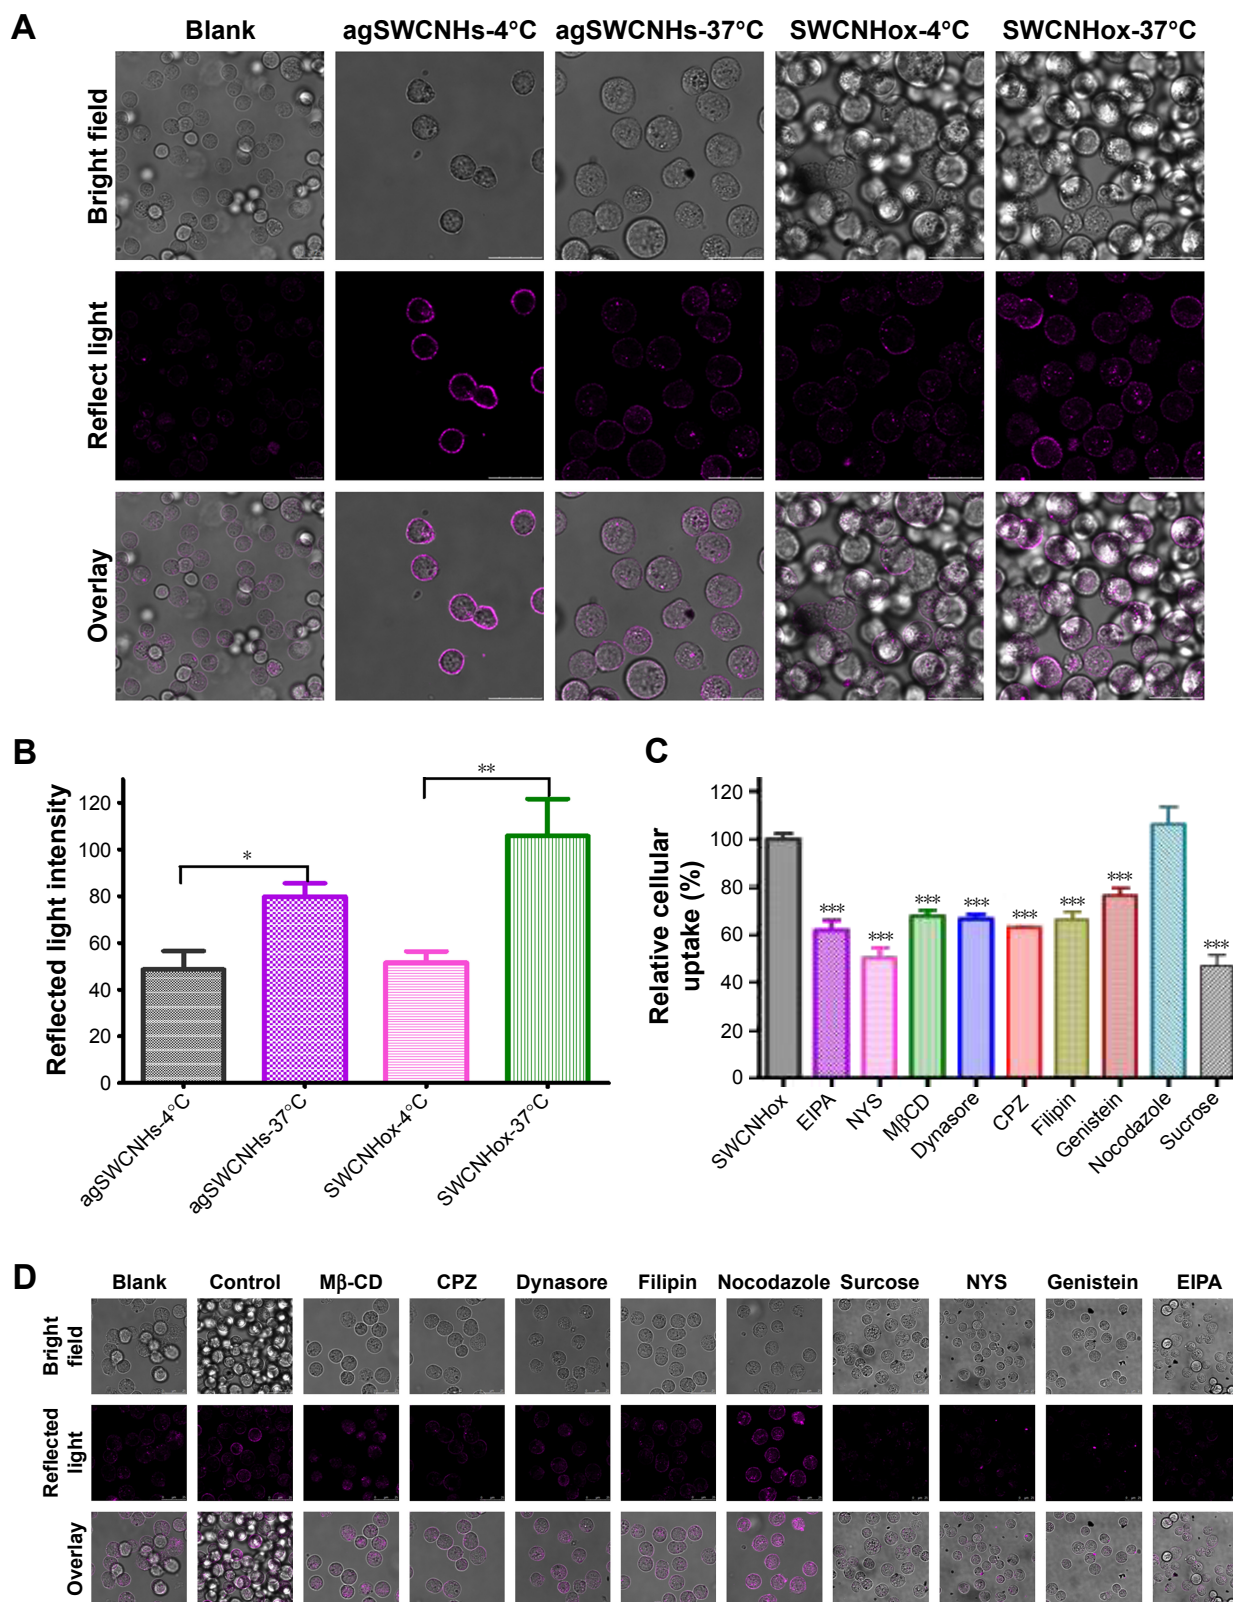 A
Blank agSWCNHs-4°C agSWCNHs-37°C SWCNHox-4°C SWCNHox-37°C
Bright field
Reflect light
Overlay
B
Reflected light intensity
120
100
80
60
40
20
0
*
**
agSWCNHs-4°C
agSWCNHs-37°C
SWCNHox-4°C
SWCNHox-37°C
C
Relative cellular
uptake (%)
120
100
80
60
40
20
0
***
***
***
***
***
***
***
***
SWCNHox
EIPA
NYS
MβCD
Dynasore
CPZ
Filipin
Genistein
Nocodazole
Sucrose
D
Blank Control Mβ-CD CPZ Dynasore Filipin Nocodazole Surcose NYS Genistein EIPA
Bright
field
Reflected
light
Overlay